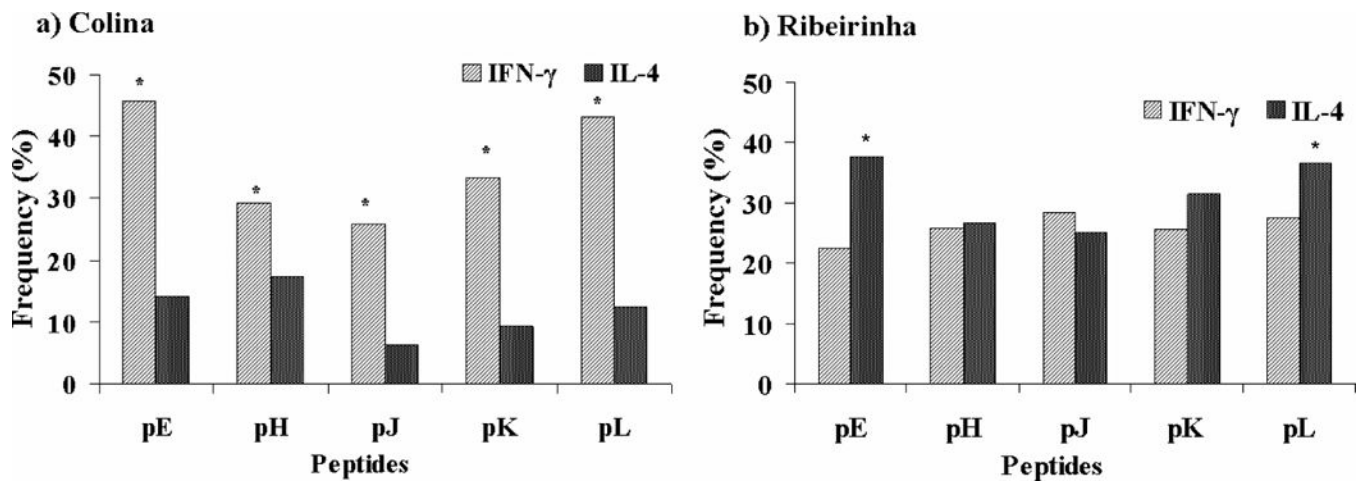 a) Colina
IFN-γ IL-4
Frequency (%)
50
40
30
20
10
0
* * * * *
pE pH pJ pK pL
Peptides
b) Ribeirinha
IFN-γ IL-4
Frequency (%)
50
40
30
20
10
0
* *
pE pH pJ pK pL
Peptides